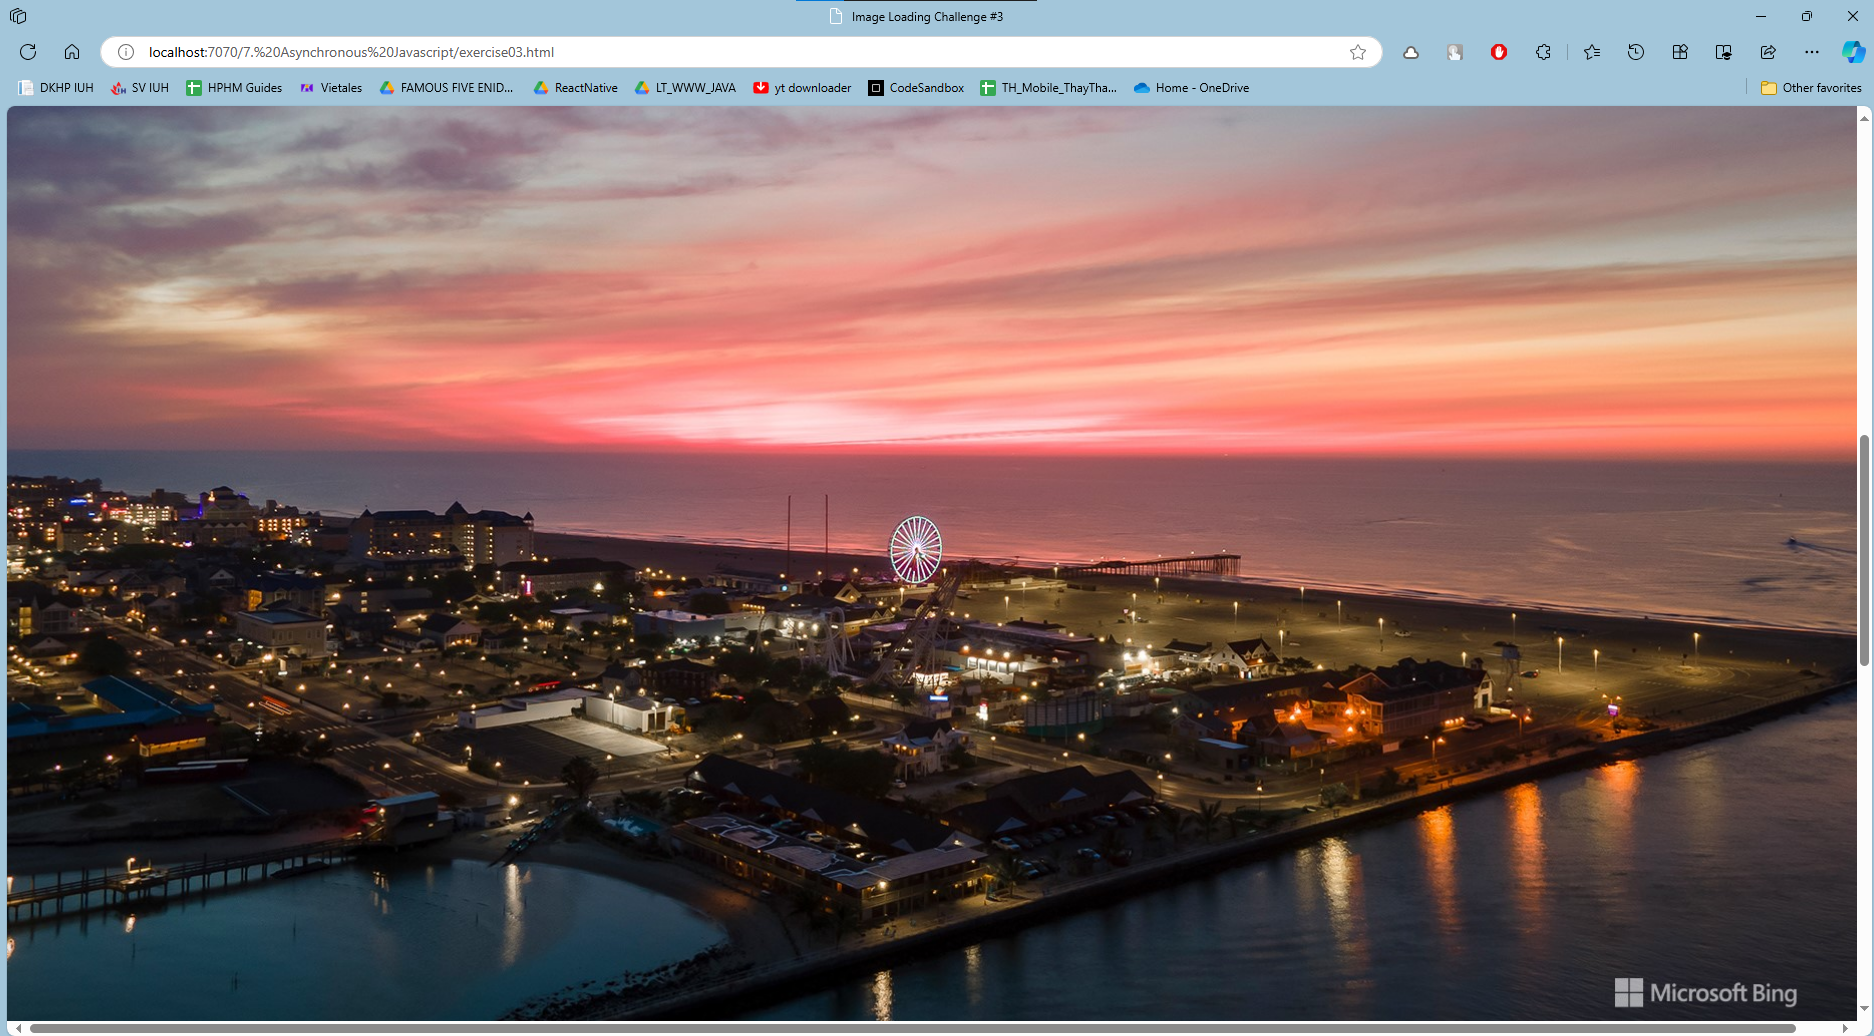 Image Loading Challenge #3
localhost:7070/7.%20Asynchronous%20Javascript/exercise03.html
DKHP IUH
SV IUH
HPHM Guides
Vietales
FAMOUS FIVE ENID...
ReactNative
LT_WWW_JAVA
yt downloader
CodeSandbox
TH_Mobile_ThayTha...
Home - OneDrive
Other favorites
Microsoft Bing